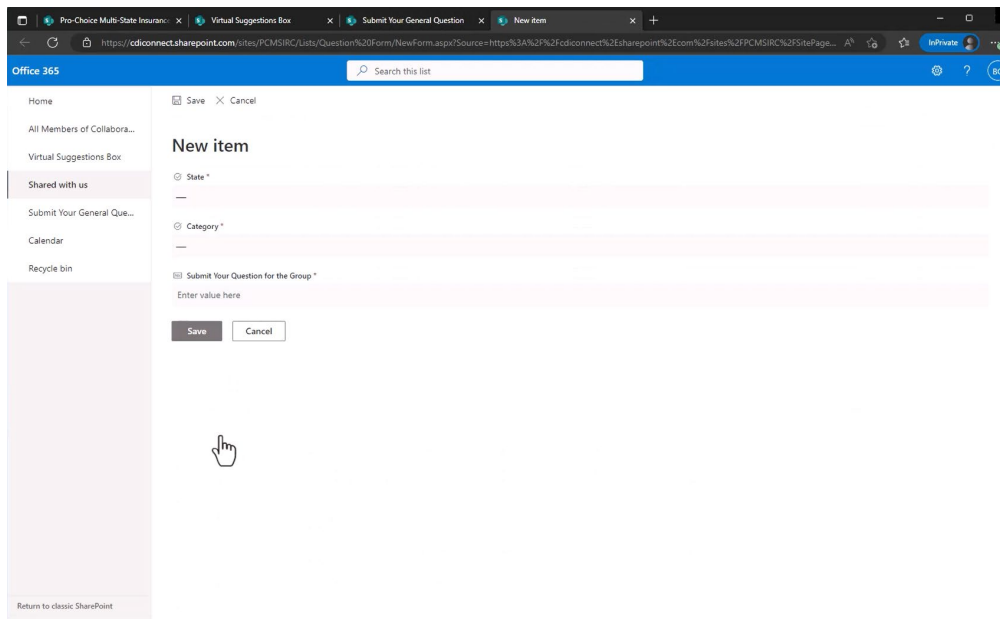 Pro-Choice Multi-State Insuranc
Virtual Suggestions Box
Submit Your General Question
New item
https://cdiconnect.sharepoint.com/sites/PCMSIRC/Lists/Question%20Form/NewForm.aspx?Source=https%3A%2F%2Fcdiconnect%2Esharepoint%2Ecom%2Fsites%2FPCMSIRC%2FSitePage...
InPrivate
Office 365
Search this list
?
Home
All Members of Collabora...
Virtual Suggestions Box
Shared with us
Submit Your General Que...
Calendar
Recycle bin
Return to classic SharePoint
Save
Cancel
New item
State *
—
Category *
—
Submit Your Question for the Group *
Enter value here
Save
Cancel